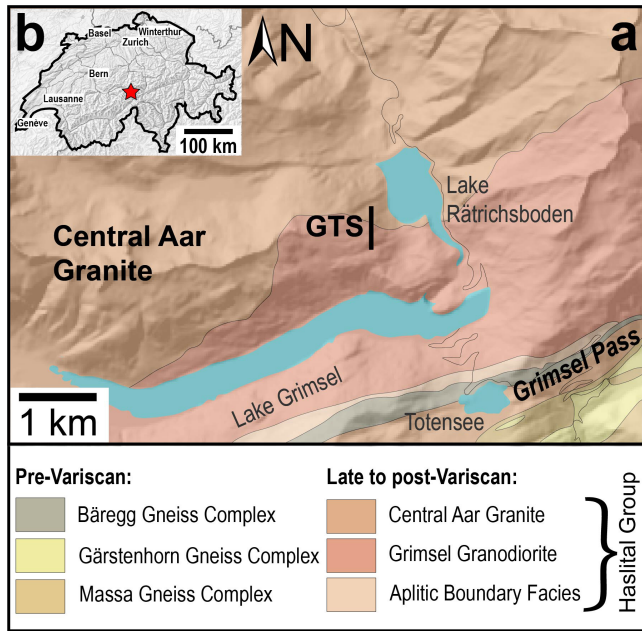 b
Basel
Winterthur
Zurich
Bern
Lausanne
Genève
100 km
N
a
Lake
Rätrichsboden
GTS
Central Aar
Granite
Lake Grimsel
Grimsel Pass
Totensee
1 km
Pre-Variscan:
Bäregg Gneiss Complex
Gärstenhorn Gneiss Complex
Massa Gneiss Complex
Late to post-Variscan:
Central Aar Granite
Grimsel Granodiorite
Aplitic Boundary Facies
Haslital Group